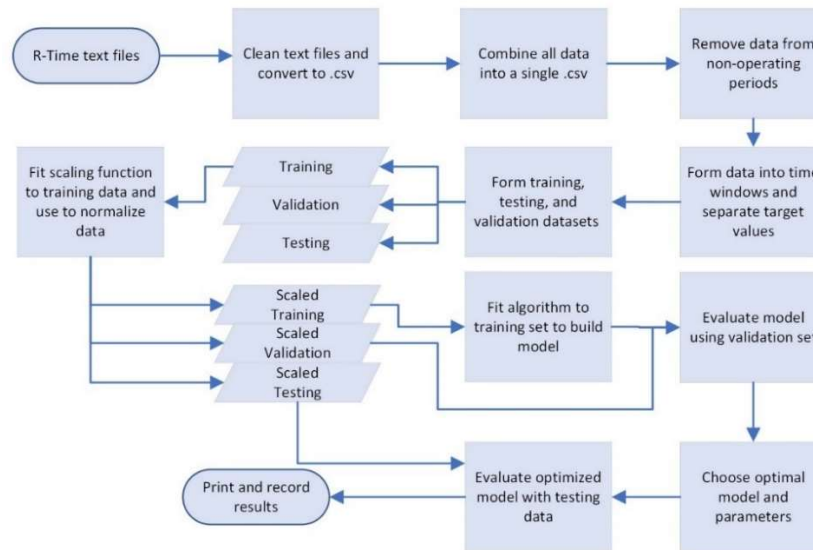 R-Time text files
Clean text files and
convert to .csv
Combine all data
into a single .csv
Remove data from
non-operating
periods
Form data into time
windows and
separate target
values
Form training,
testing, and
validation datasets
Training
Validation
Testing
Fit scaling function
to training data and
use to normalize
data
Scaled
Training
Scaled
Validation
Scaled
Testing
Fit algorithm to
training set to build
model
Evaluate model
using validation set
Choose optimal
model and
parameters
Evaluate optimized
model with testing
data
Print and record
results